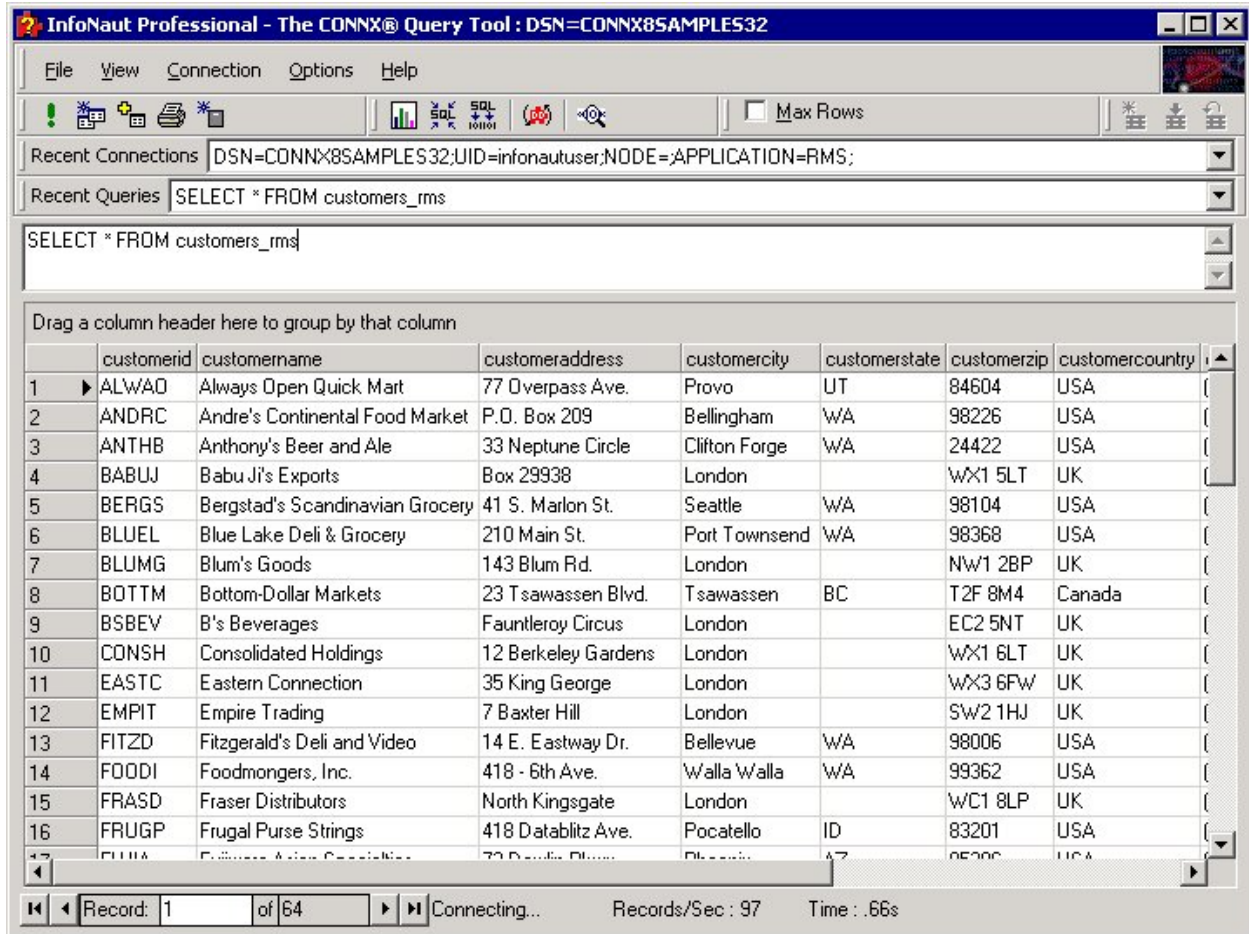 InfoNaut Professional - The CONNX® Query Tool : DSN=CONNX8SAMPLES32
File View Connection Options Help
SQL SQL Max Rows
Recent Connections DSN=CONNX8SAMPLES32;UID=infonautuser;NODE=;APPLICATION=RMS;
Recent Queries SELECT * FROM customers_rms
SELECT * FROM customers_rms
Drag a column header here to group by that column
customerid customername customeraddress customercity customerstate customerzip customercountry
1 ALWAO Always Open Quick Mart 77 Overpass Ave. Provo UT 84604 USA
2 ANDRC Andre's Continental Food Market P.O. Box 209 Bellingham WA 98226 USA
3 ANTHB Anthony's Beer and Ale 33 Neptune Circle Clifton Forge WA 24422 USA
4 BABUJ Babu Ji's Exports Box 29938 London WX1 5LT UK
5 BERGS Bergstad's Scandinavian Grocery 41 S. Marlon St. Seattle WA 98104 USA
6 BLUEL Blue Lake Deli & Grocery 210 Main St. Port Townsend WA 98368 USA
7 BLUMG Blum's Goods 143 Blum Rd. London NW1 2BP UK
8 BOTTM Bottom-Dollar Markets 23 Tsawassen Blvd. Tsawassen BC T2F 8M4 Canada
9 BSBEV B's Beverages Fauntleroy Circus London EC2 5NT UK
10 CONSH Consolidated Holdings 12 Berkeley Gardens London WX1 6LT UK
11 EASTC Eastern Connection 35 King George London WX3 6FW UK
12 EMPIT Empire Trading 7 Baxter Hill London SW2 1HJ UK
13 FITZD Fitzgerald's Deli and Video 14 E. Eastway Dr. Bellevue WA 98006 USA
14 FOODI Foodmongers, Inc. 418 - 6th Ave. Walla Walla WA 99362 USA
15 FRASD Fraser Distributors North Kingsgate London WC1 8LP UK
16 FRUGP Frugal Purse Strings 418 Datablitz Ave. Pocatello ID 83201 USA
Record: 1 of 64 Connecting... Records/Sec : 97 Time : .66s